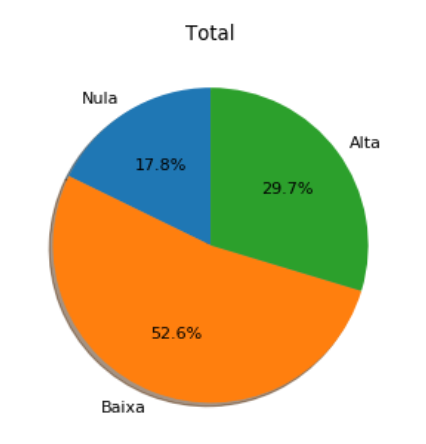 Total
Nula
Alta
17.8%
29.7%
52.6%
Baixa